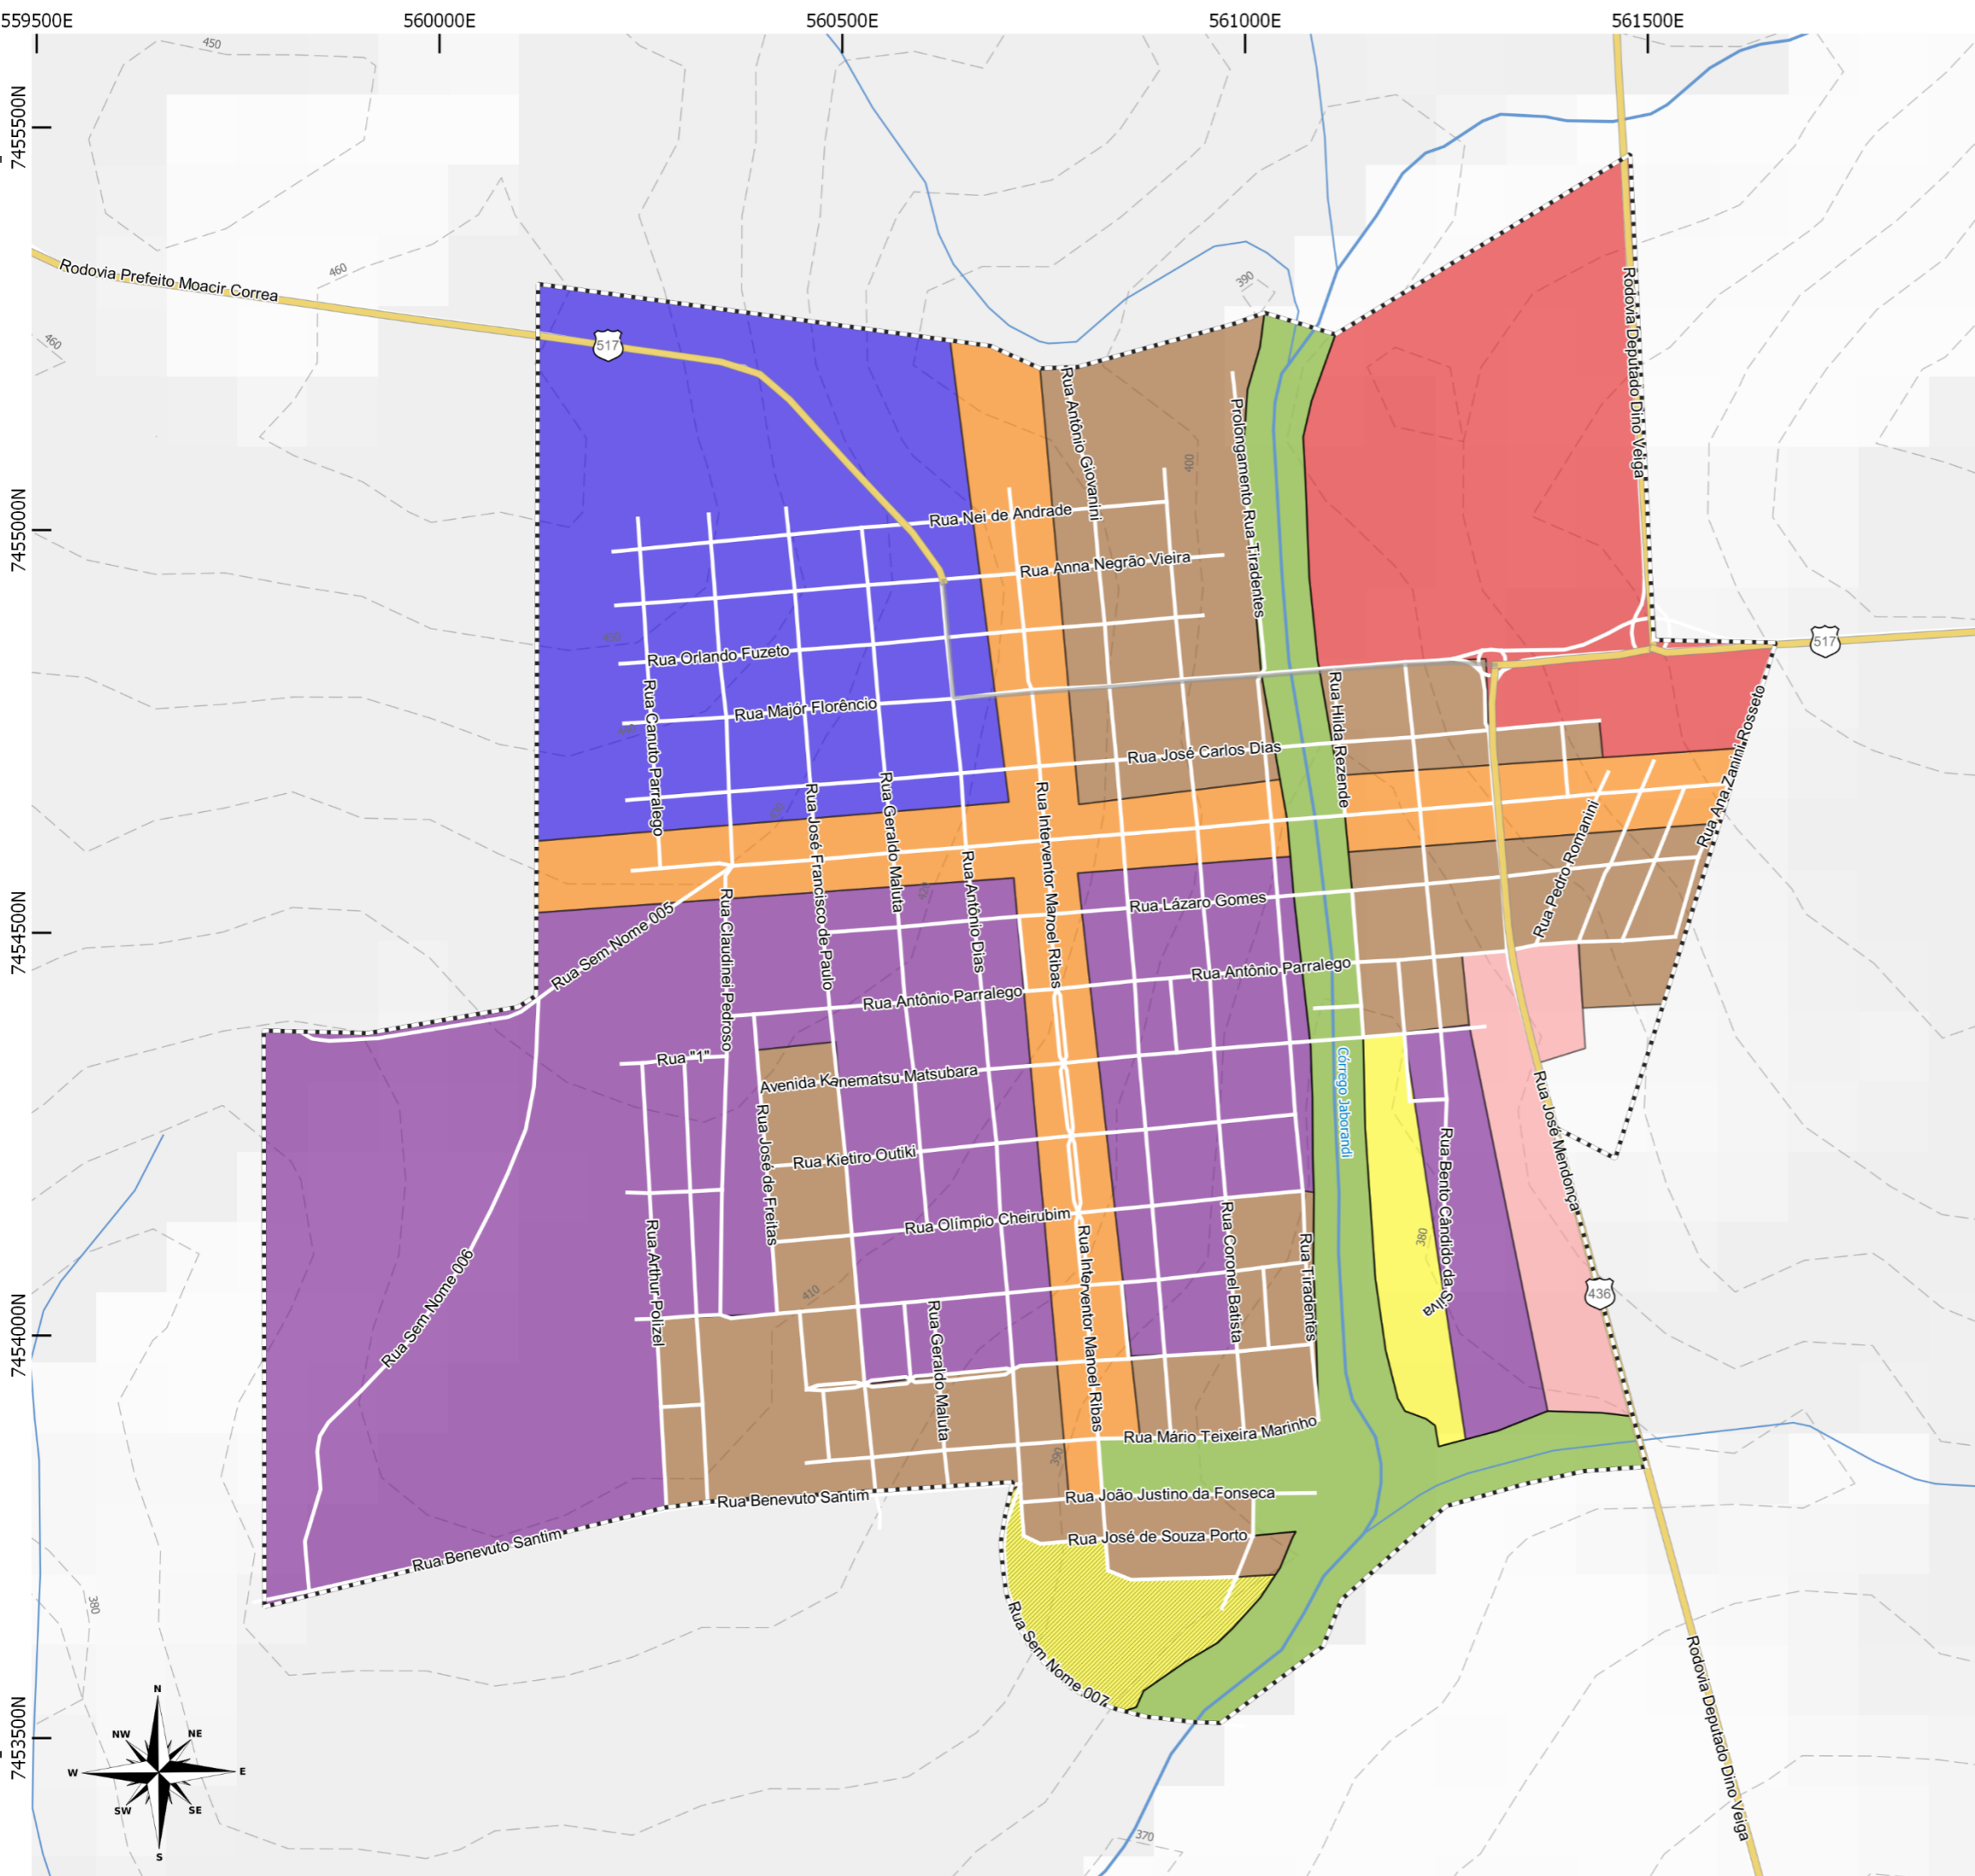 559500E
560000E
560500E
561000E
561500E
450
7455500N
460
Rodovia Prefeito Moacir Correa
390
460
517
Rodovia Deputado Dino Veiga
Rua Antônio Giovanini
Prolongamento Rua Tiradentes
400
7455000N
Rua Nei de Andrade
Rua Anna Negrão Vieira
517
Rua Orlando Fuzeto
Rua Canuto Parralego
Rua Major Florêncio
Rua Hilda Rezende
Rua Ana Zanini Rosseto
Rua José Carlos Dias
Rua José Francisco de Paulo
Rua Geraldo Maluta
Rua Interventor Manoel Ribas
Rua Pedro Romanini
Rua Antônio Dias
420
7454500N
Rua Sem Nome 005
Rua Claudinei Pedroso
Rua Lázaro Gomes
Rua Antônio Parralego
Rua Antônio Parralego
Rua "1"
Avenida Kanematsu Matsubara
Córrego Jaborandi
Rua José Mendonça
Rua José de Freitas
Rua Kietiro Outiki
Rua Bento Cândido da Silva
Rua Olímpio Cheirubim
Rua Coronel Batista
Rua Tiradentes
380
Rua Arthur Polizel
Rua Sem Nome 006
410
Rua Interventor Manoel Ribas
436
7454000N
Rua Geraldo Maluta
Rua Mário Teixeira Marinho
390
Rua Benevuto Santim
Rua João Justino da Fonseca
Rua Benevuto Santim
Rua José de Souza Porto
380
Rua Sem Nome 007
Rodovia Deputado Dino Veiga
7453500N
N
NW
NE
W
E
SW
SE
S
370